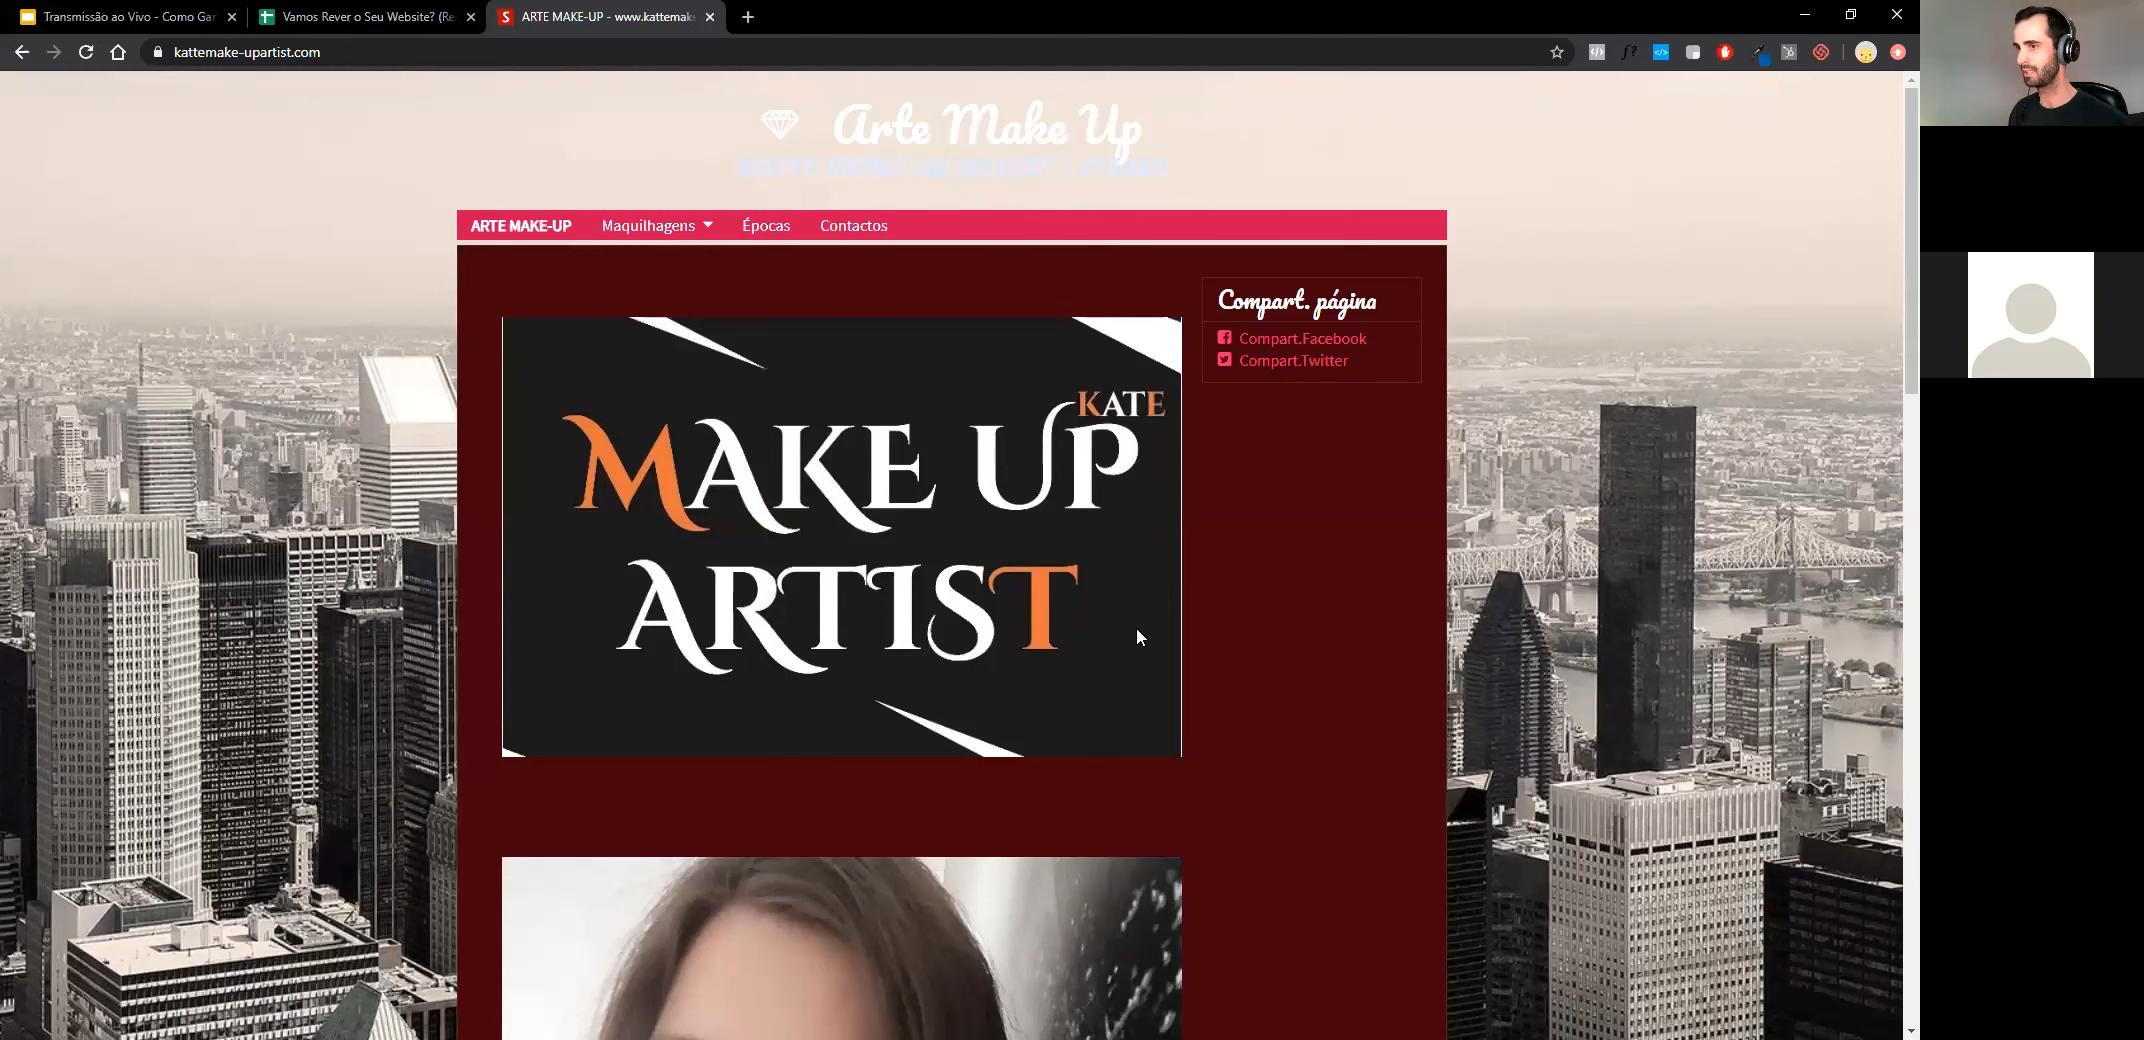 Transmissão ao Vivo - Como Gar
Vamos Rever o Seu Website? (Re
ARTE MAKE-UP - www.kattemake
kattemake-upartist.com
Arte Make Up
ARTE MAKE-UP
Maquilhagens
Épocas
Contactos
Compart. página
Compart.Facebook
Compart.Twitter
KATE
MAKE UP
ARTIST